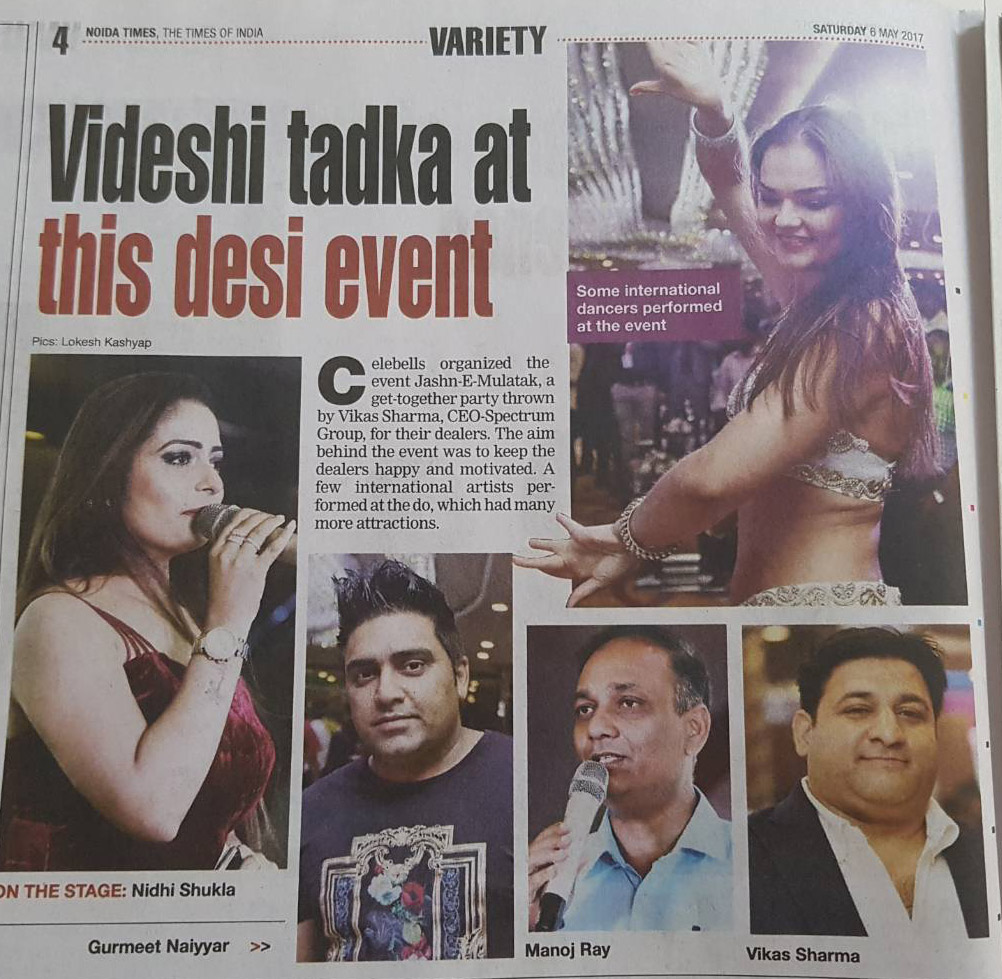 4 NOIDA TIMES, THE TIMES OF INDIA
VARIETY
SATURDAY 6 MAY 2017
Videshi tadka at
this desi event
Pics: Lokesh Kashyap
Some international
dancers performed
at the event
Celebells organized the
event Jashn-E-Mulatak, a
get-together party thrown
by Vikas Sharma, CEO-Spectrum
Group, for their dealers. The aim
behind the event was to keep the
dealers happy and motivated. A
few international artists per-
formed at the do, which had many
more attractions.
ON THE STAGE: Nidhi Shukla
Gurmeet Naiyyar >>
Manoj Ray
Vikas Sharma